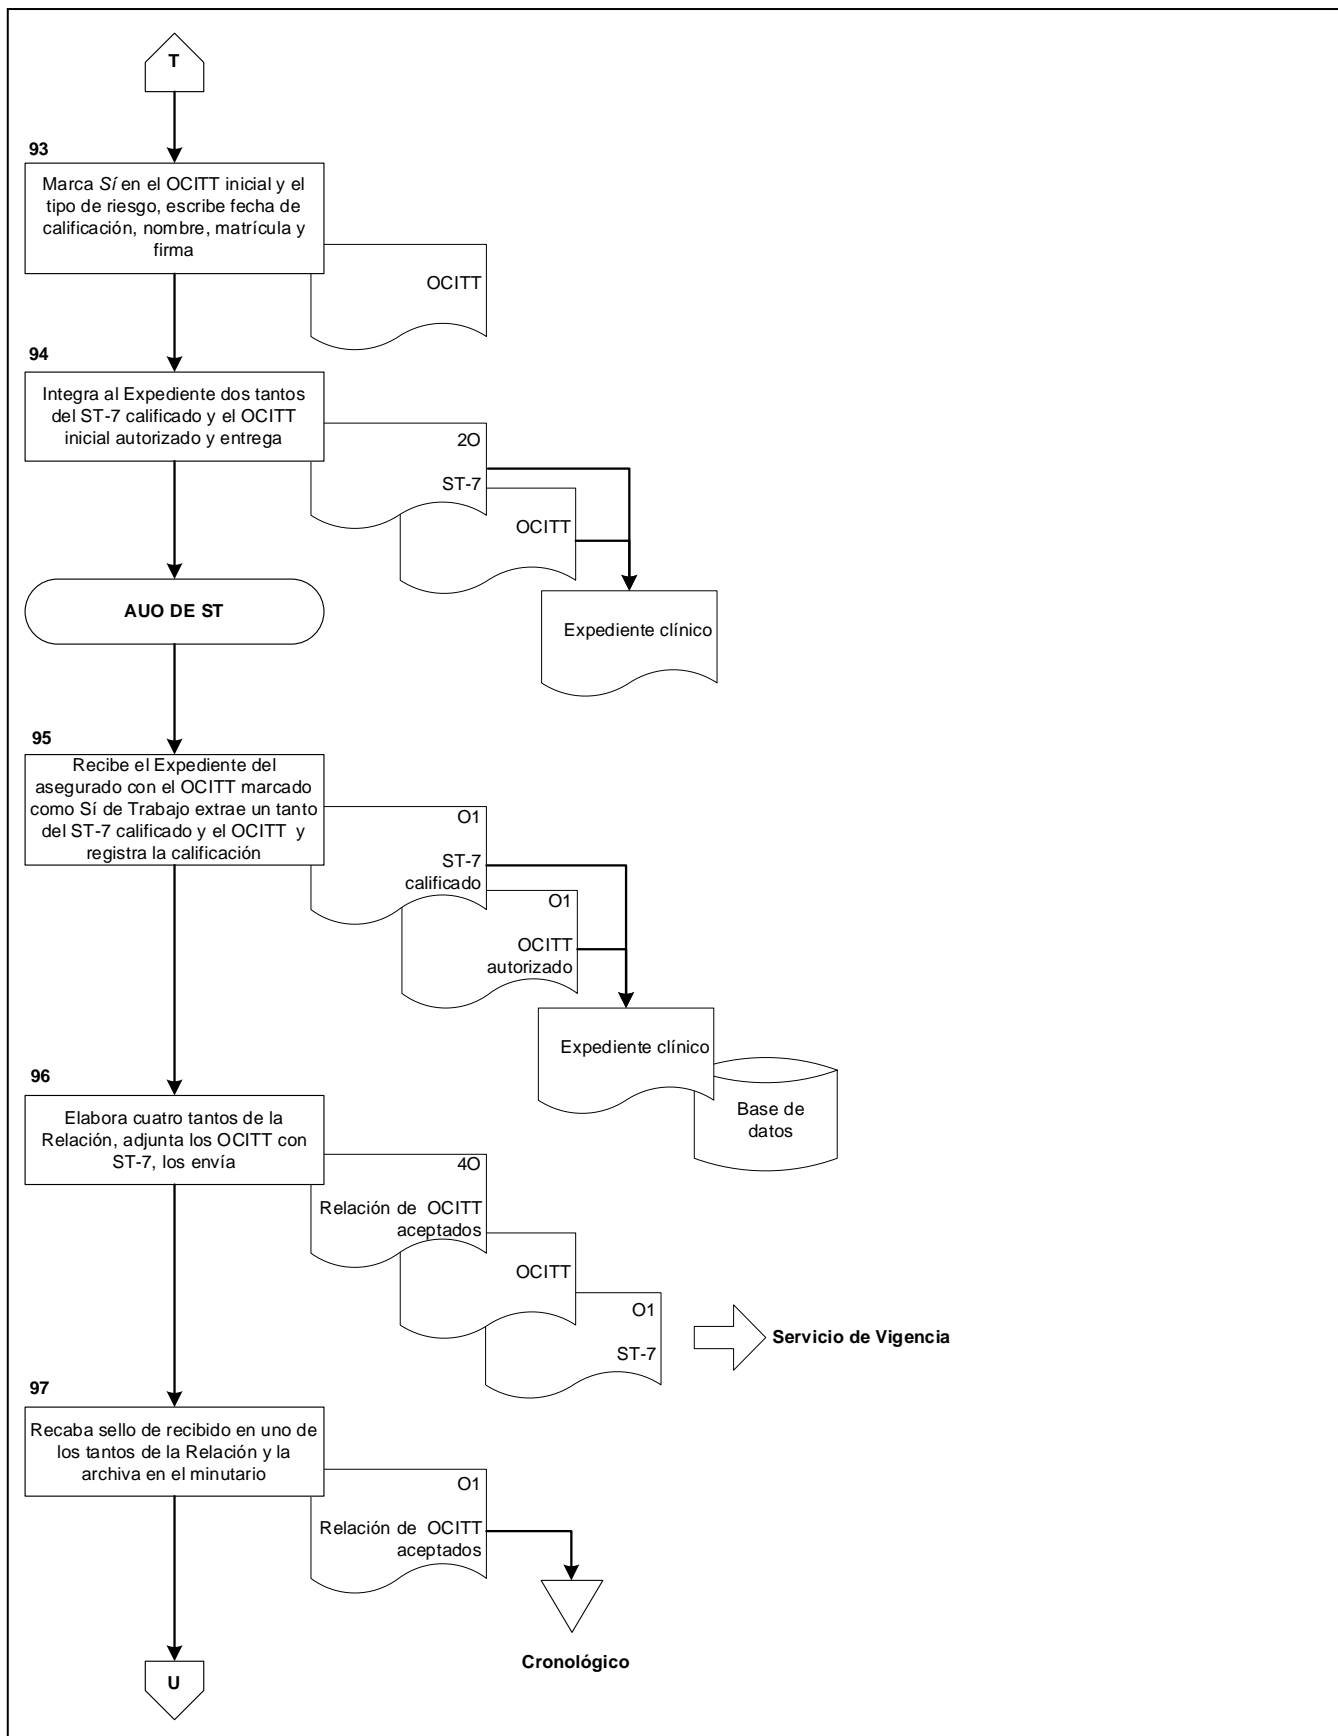 T
93
Marca Sí en el OCITT inicial y el
tipo de riesgo, escribe fecha de
calificación, nombre, matrícula y
firma
OCITT
94
Integra al Expediente dos tantos
del ST-7 calificado y el OCITT
inicial autorizado y entrega
2O
ST-7
OCITT
Expediente clínico
AUO DE ST
95
Recibe el Expediente del
asegurado con el OCITT marcado
como Sí de Trabajo extrae un tanto
del ST-7 calificado y el OCITT y
registra la calificación
O1
ST-7
calificado
O1
OCITT
autorizado
Expediente clínico
Base de
datos
96
Elabora cuatro tantos de la
Relación, adjunta los OCITT con
ST-7, los envía
4O
Relación de OCITT
aceptados
OCITT
O1
ST-7
Servicio de Vigencia
97
Recaba sello de recibido en uno de
los tantos de la Relación y la
archiva en el minutario
O1
Relación de OCITT
aceptados
Cronológico
U